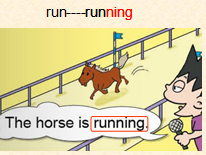 run----running
The horse is running.